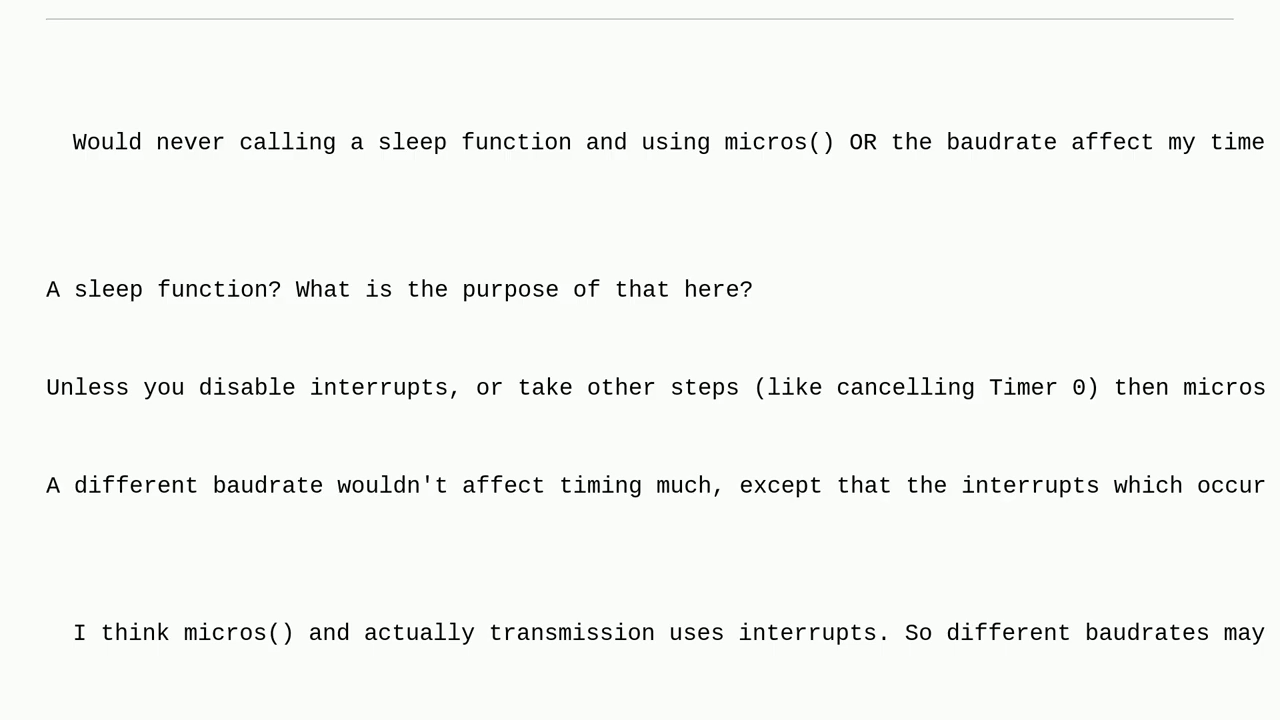 Would never calling a sleep function and using micros() OR the baudrate affect my time
A sleep function? What is the purpose of that here?
Unless you disable interrupts, or take other steps (like cancelling Timer 0) then micros
A different baudrate wouldn't affect timing much, except that the interrupts which occur
I think micros() and actually transmission uses interrupts. So different baudrates may